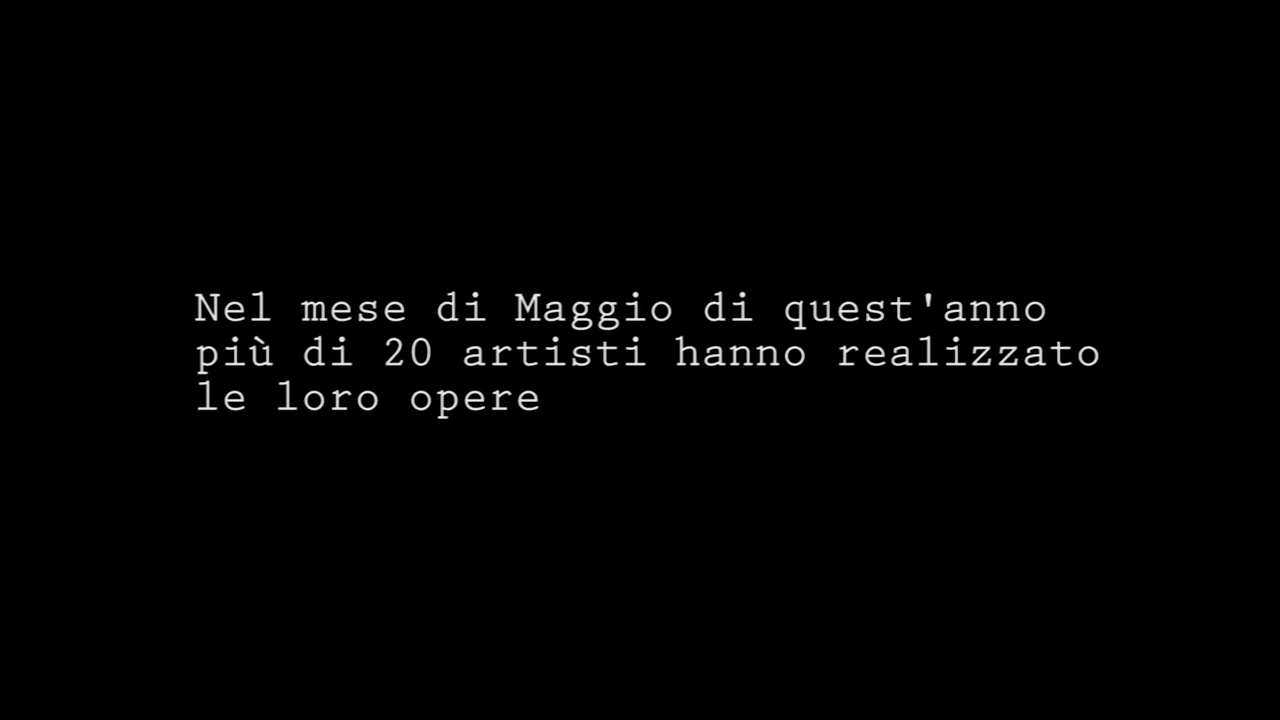 Nel mese di Maggio di quest'anno
più di 20 artisti hanno realizzato
le loro opere